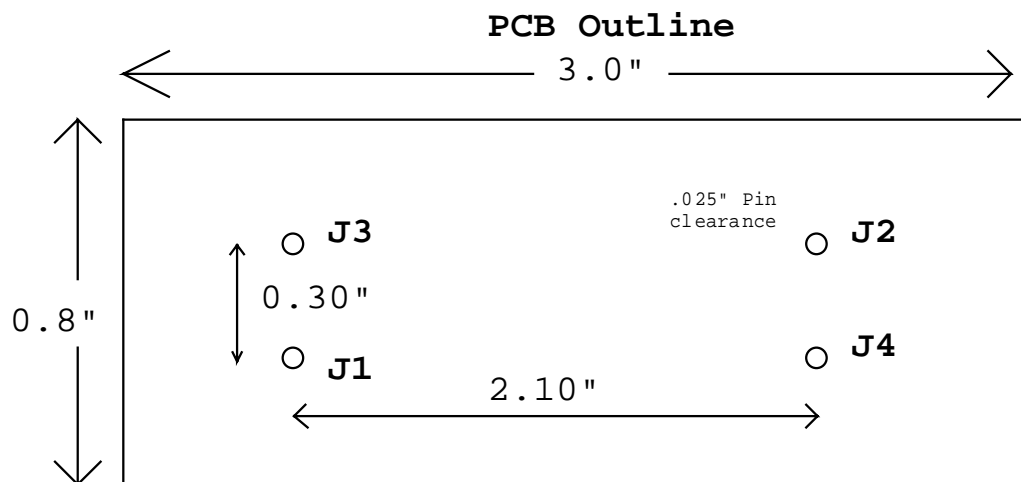 PCB Outline
3.0"
.025" Pin
clearance
J3
J2
0.30"
0.8"
J1
J4
2.10"